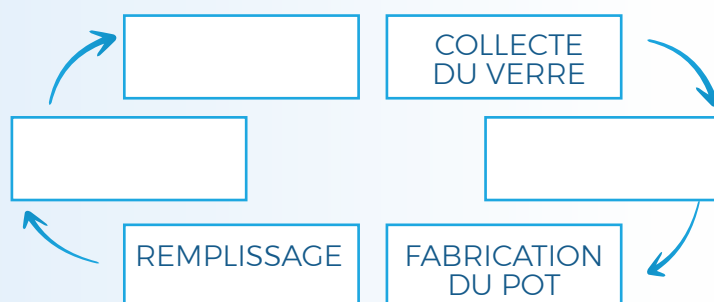 COLLECTE
DU VERRE
REMPLISSAGE
FABRICATION
DU POT